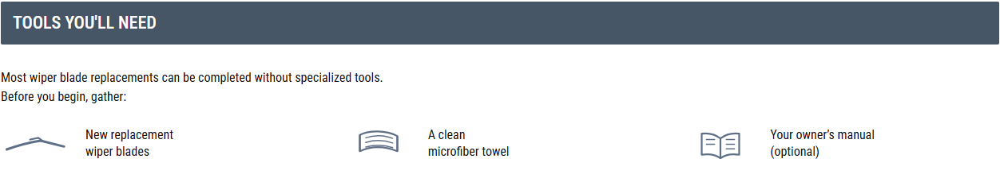 TOOLS YOU'LL NEED
Most wiper blade replacements can be completed without specialized tools.
Before you begin, gather:
New replacement
wiper blades
A clean
microfiber towel
Your owner’s manual
(optional)